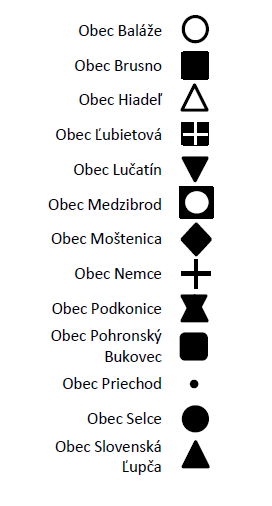 Obec Baláže
Obec Brusno
Obec Hiadeľ
Obec Ľubietová
Obec Lučatín
Obec Medzibrod
Obec Moštenica
Obec Nemce
Obec Podkonice
Obec Pohronský
Bukovec
Obec Priechod
Obec Selce
Obec Slovenská
Ľupča